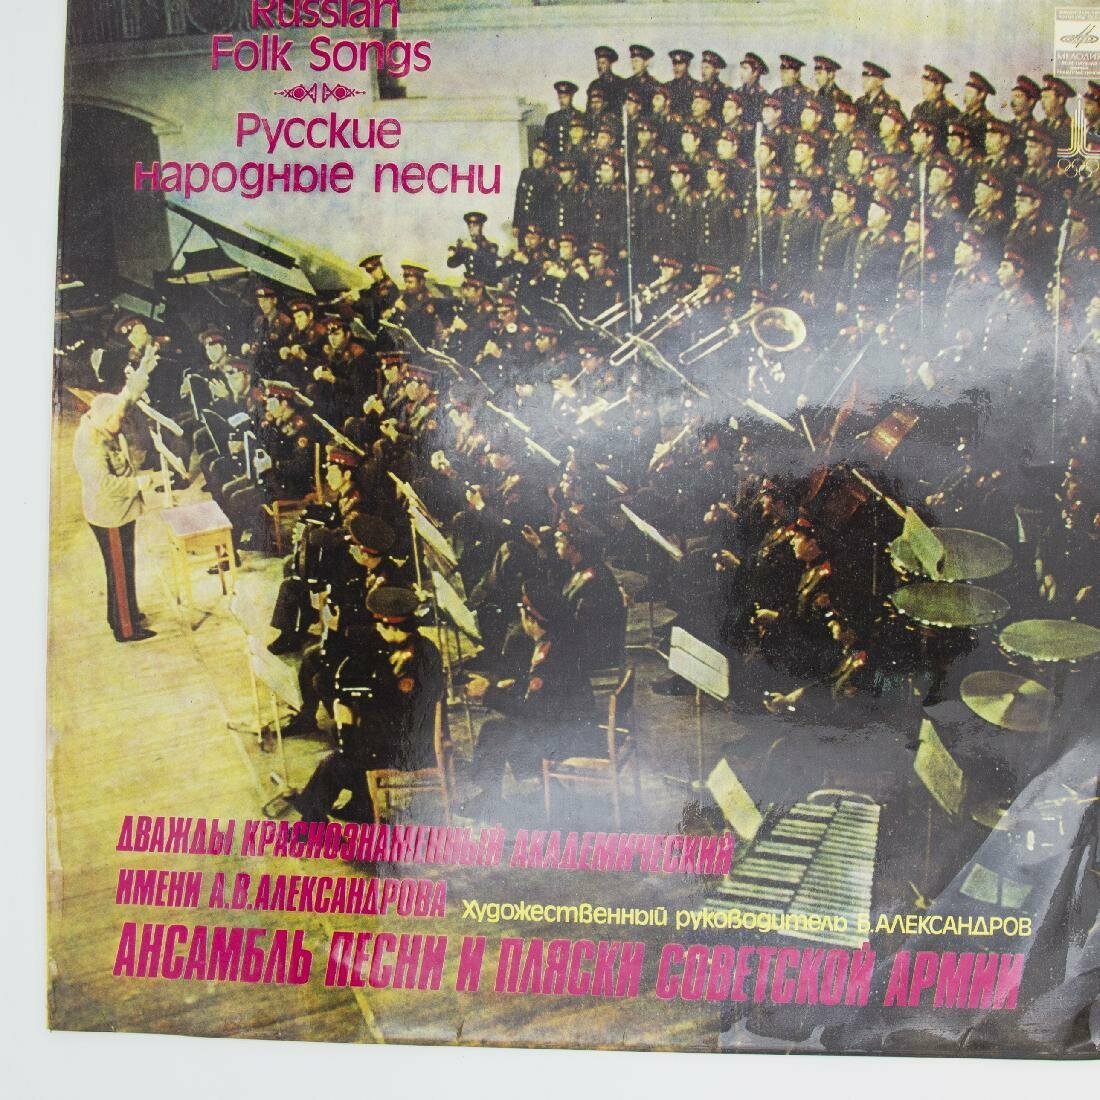 Russian
Folk Songs
Русские
народные песни
МЕЛОДИЯ
ДВАЖДЫ КРАСНОЗНАМЕННЫЙ АКАДЕМИЧЕСКИЙ
ИМЕНИ А.В.АЛЕКСАНДРОВА
Художественный руководитель Б.АЛЕКСАНДРОВ
АНСАМБЛЬ ПЕСНИ И ПЛЯСКИ СОВЕТСКОЙ АРМИИ